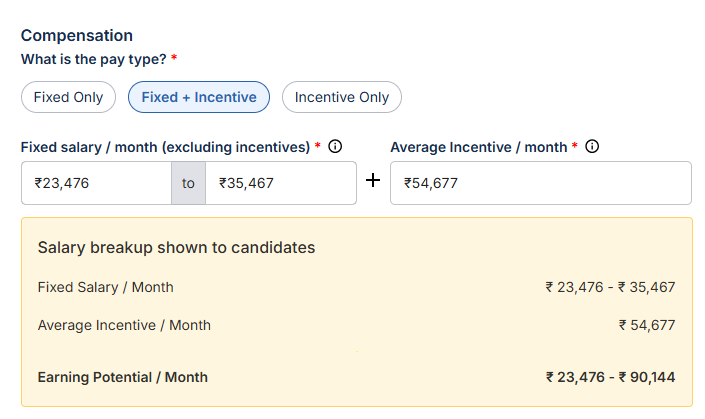 Compensation
What is the pay type? *
Fixed Only Fixed + Incentive Incentive Only
Fixed salary / month (excluding incentives) * Average Incentive / month *
₹23,476 to ₹35,467 + ₹54,677
Salary breakup shown to candidates
Fixed Salary / Month ₹ 23,476 - ₹ 35,467
Average Incentive / Month ₹ 54,677
Earning Potential / Month ₹ 23,476 - ₹ 90,144